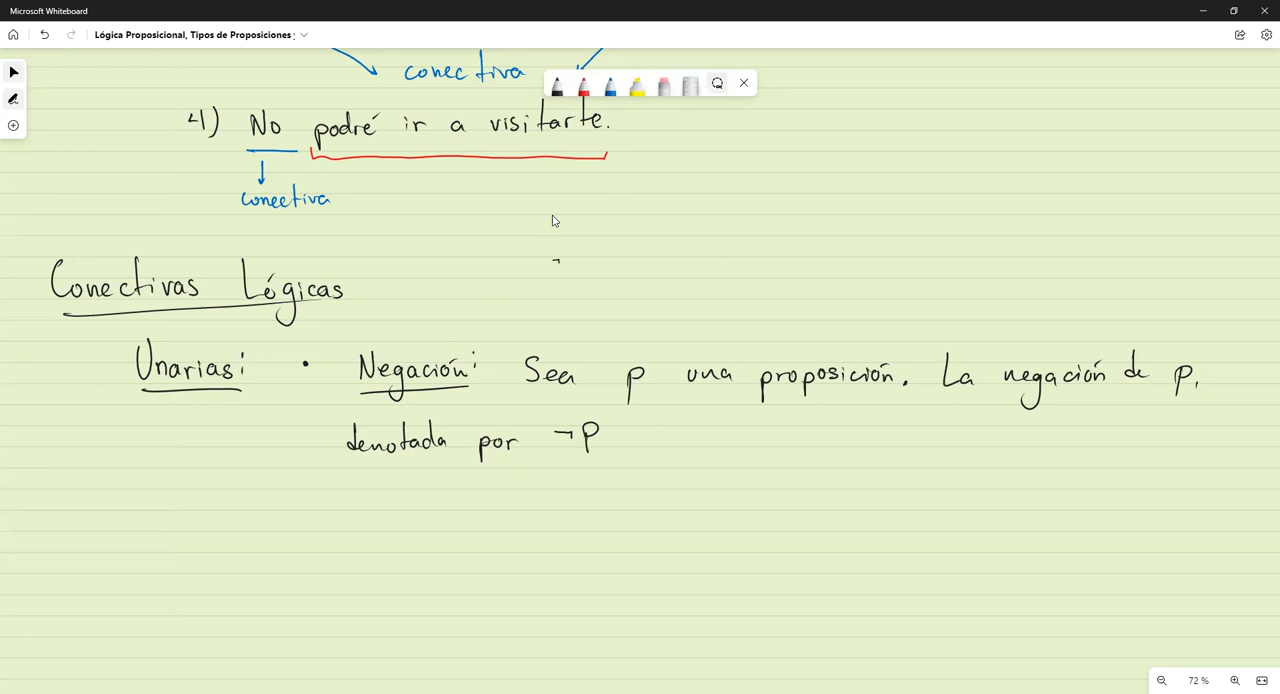 Microsoft Whiteboard
Lógica Proposicional, Tipos de Proposiciones y
conectiva
4) No podré ir a visitarte.
conectiva
¬
Conectivas Lógicas
Unarias: • Negación: Sea p una proposición. La negación de p,
denotada por ¬p
72 %